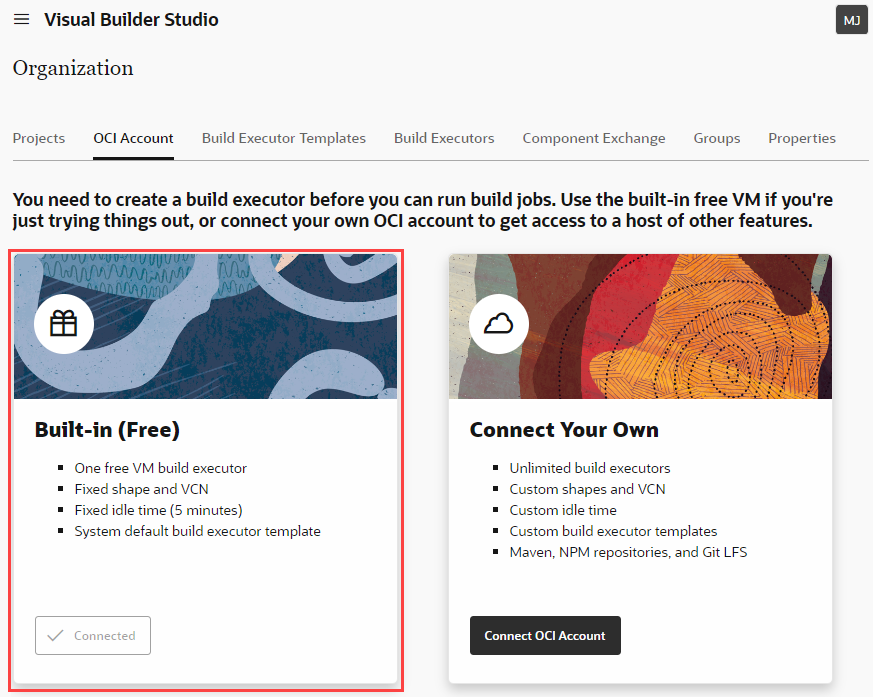 Visual Builder Studio
MJ
Organization
Projects OCI Account Build Executor Templates Build Executors Component Exchange Groups Properties
You need to create a build executor before you can run build jobs. Use the built-in free VM if you're
just trying things out, or connect your own OCI account to get access to a host of other features.
Built-in (Free)
One free VM build executor
Fixed shape and VCN
Fixed idle time (5 minutes)
System default build executor template
Connected
Connect Your Own
Unlimited build executors
Custom shapes and VCN
Custom idle time
Custom build executor templates
Maven, NPM repositories, and Git LFS
Connect OCI Account